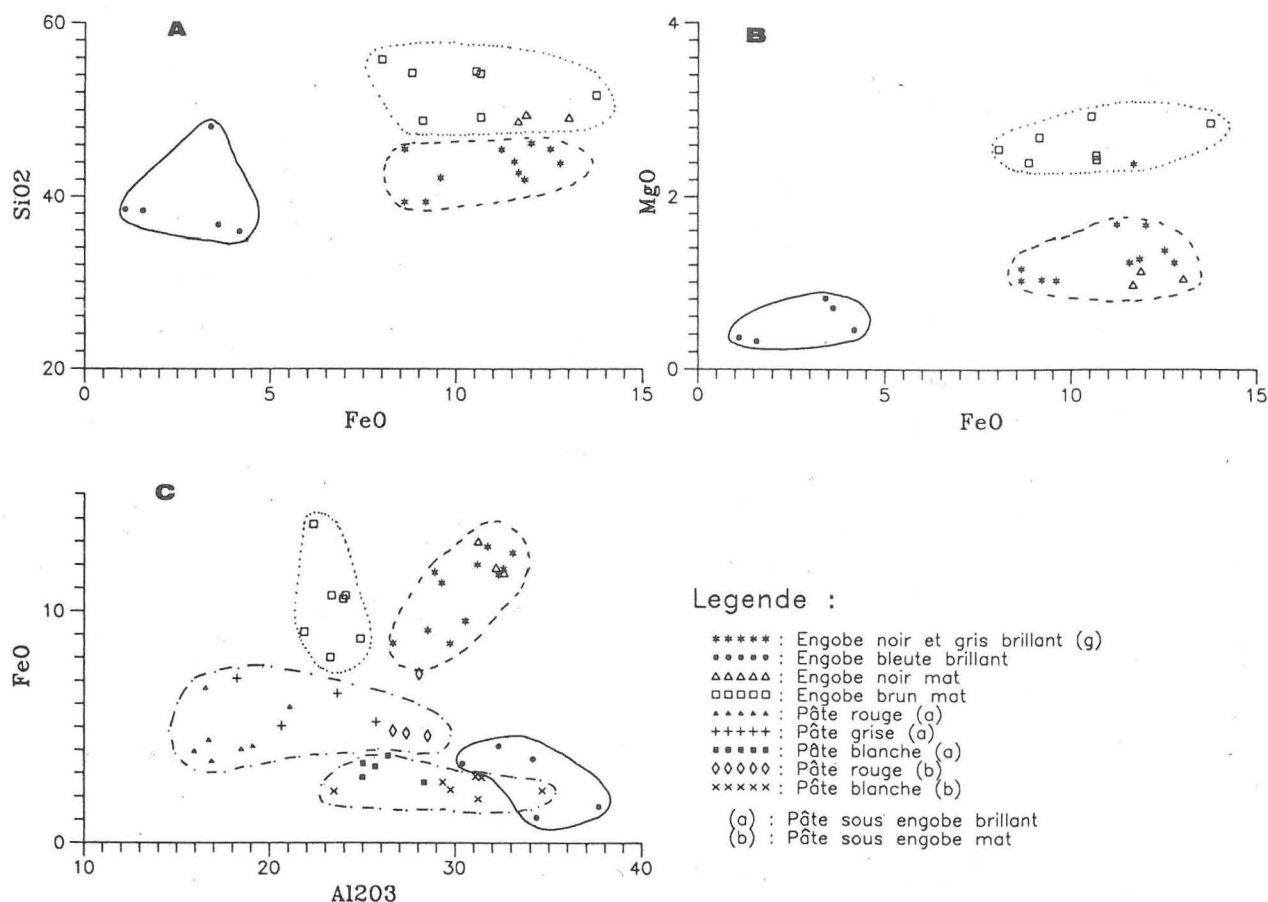 A
60
40
20
SiO2
0
5
10
15
FeO
B
4
2
0
MgO
0
5
10
15
FeO
C
10
0
FeO
10
20
30
40
Al2O3
Legende :
***** : Engobe noir et gris brillant (g)
: Engobe bleute brillant
: Engobe noir mat
: Engobe brun mat
: Pâte rouge (a)
+++++ : Pâte grise (a)
: Pâte blanche (a)
: Pâte rouge (b)
××××× : Pâte blanche (b)
(a) : Pâte sous engobe brillant
(b) : Pâte sous engobe mat